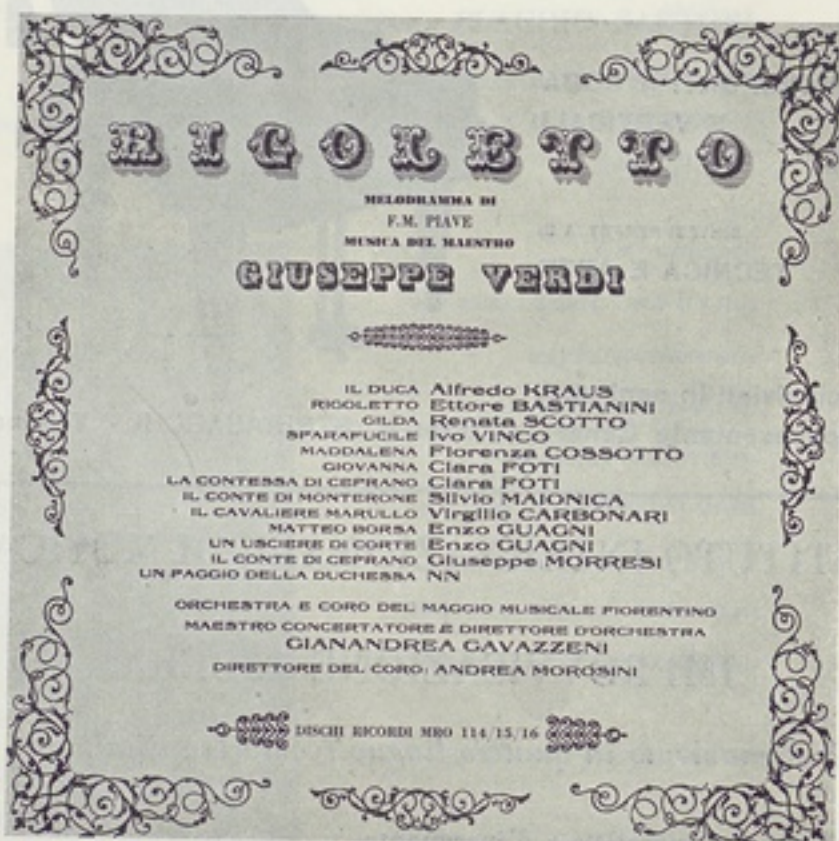 RIGOLETTO
MELODRAMMA DI
F.M. PIAVE
MUSICA DEL MAESTRO
GIUSEPPE VERDI
IL DUCA Alfredo KRAUS
RIGOLETTO Ettore BASTIANINI
GILDA Renata SCOTTO
SPARAFUCILE Ivo VINCO
MADDALENA Fiorenza COSSOTTO
GIOVANNA Clara FOTI
LA CONTESSA DI CEPRANO Clara FOTI
IL CONTE DI MONTERONE Silvio MAIONICA
IL CAVALIERE MARULLO Virgilio CARBONARI
MATTEO BORSA Enzo GUAGNI
UN USCIERE DI CORTE Enzo GUAGNI
IL CONTE DI CEPRANO Giuseppe MORRESI
UN PAGGIO DELLA DUCHESSA NN
ORCHESTRA E CORO DEL MAGGIO MUSICALE FIORENTINO
MAESTRO CONCERTATORE E DIRETTORE D'ORCHESTRA
GIANANDREA GAVAZZENI
DIRETTORE DEL CORO: ANDREA MOROSINI
DISCHI RICORDI MRO 114/15/16